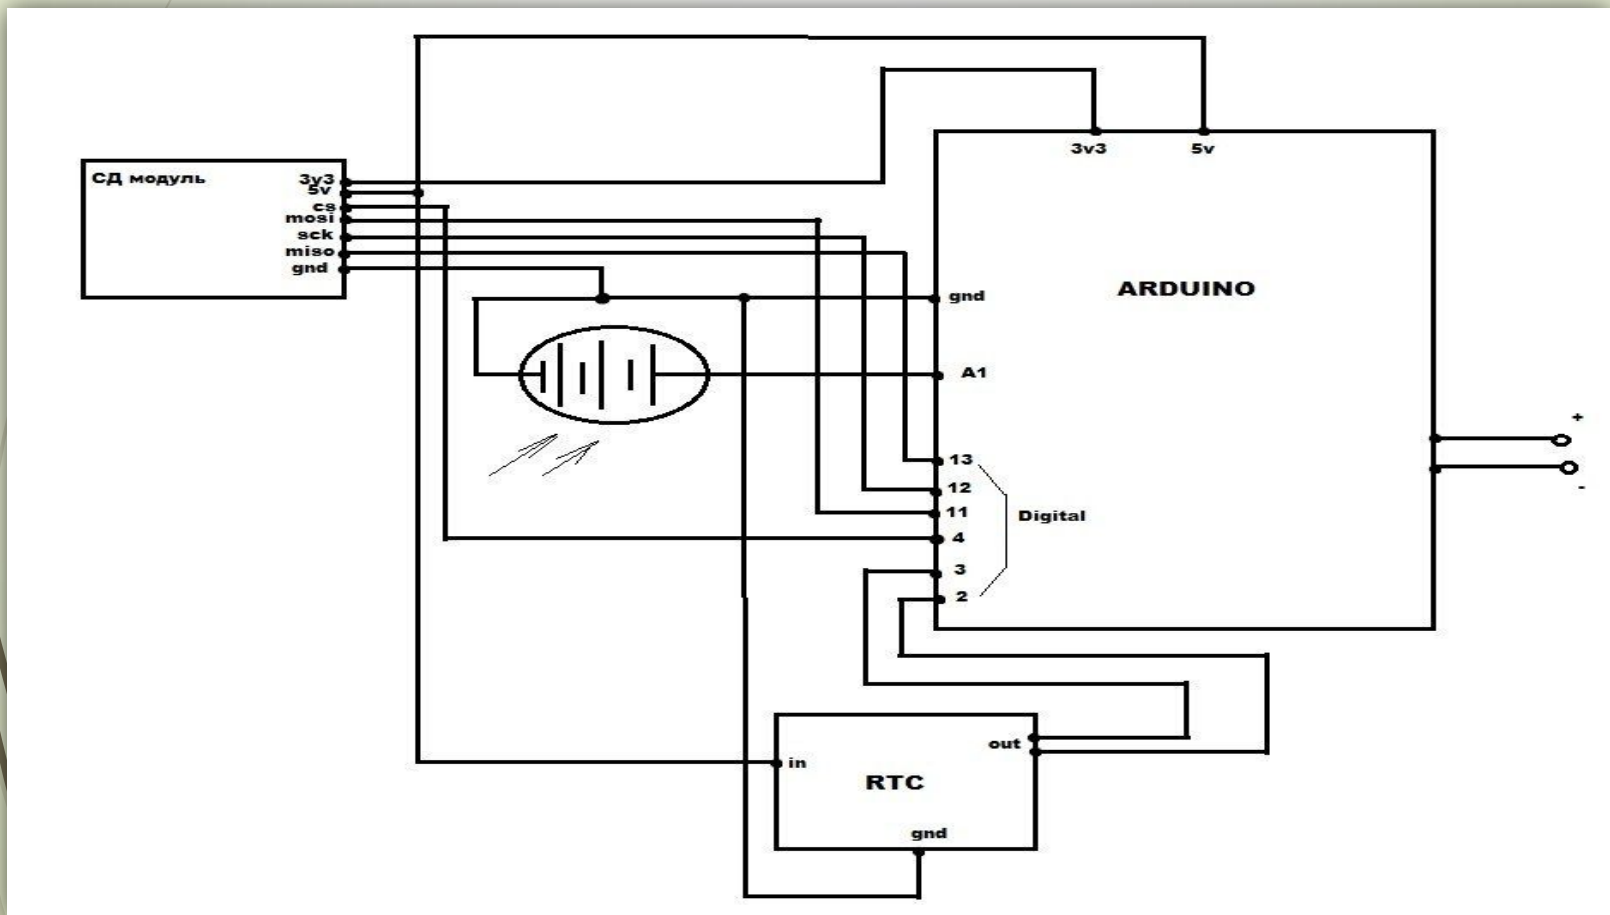 3v3
5v
СД модуль
3v3
5v
cs
mosi
sck
miso
gnd
ARDUINO
gnd
A1
13
12
11
4
3
2
Digital
+
-
out
in
RTC
gnd